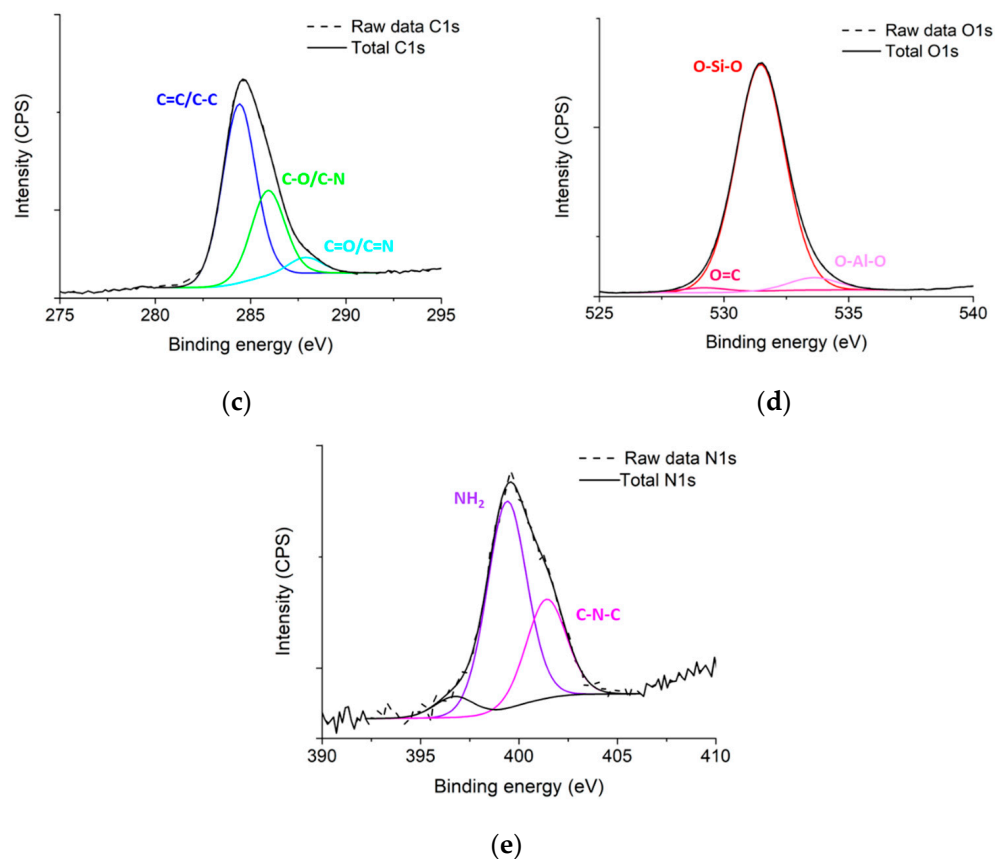 Raw data C1s
Total C1s
C=C/C-C
C-O/C-N
C=O/C=N
Intensity (CPS)
275 280 285 290 295
Binding energy (eV)
(c)
Raw data O1s
Total O1s
O-Si-O
O=C
O-Al-O
Intensity (CPS)
525 530 535 540
Binding energy (eV)
(d)
Raw data N1s
Total N1s
NH₂
C-N-C
Intensity (CPS)
390 395 400 405 410
Binding energy (eV)
(e)